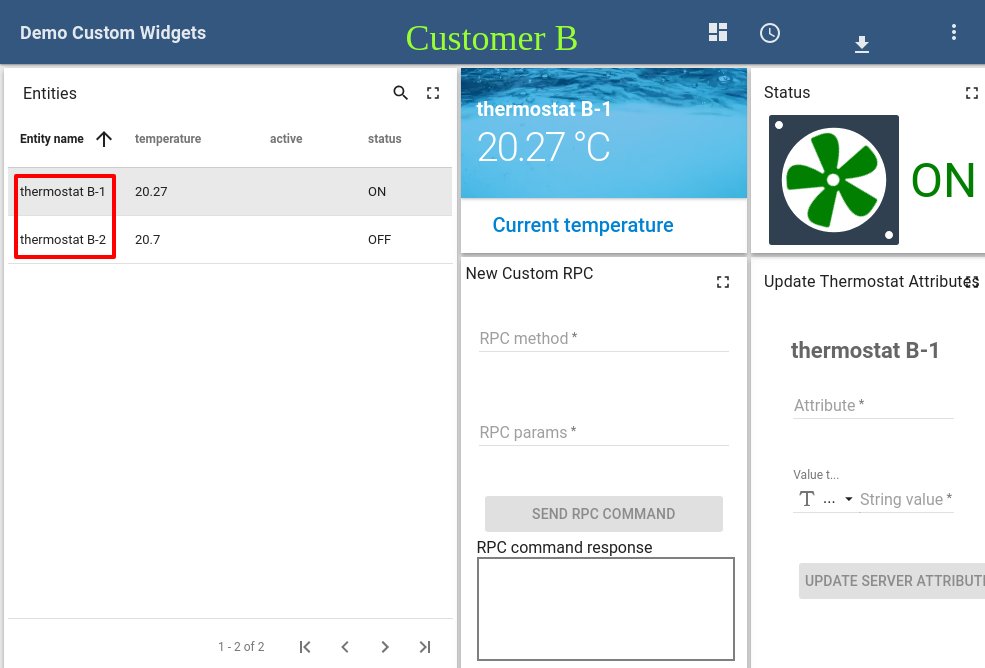 Demo Custom Widgets
Customer B
Entities
Entity name temperature active status
thermostat B-1 20.27 ON
thermostat B-2 20.7 OFF
1 - 2 of 2
thermostat B-1
20.27 °C
Current temperature
Status
ON
New Custom RPC
RPC method *
RPC params *
SEND RPC COMMAND
RPC command response
Update Thermostat Attributes
thermostat B-1
Attribute *
Value t...
T ... String value *
UPDATE SERVER ATTRIBUT